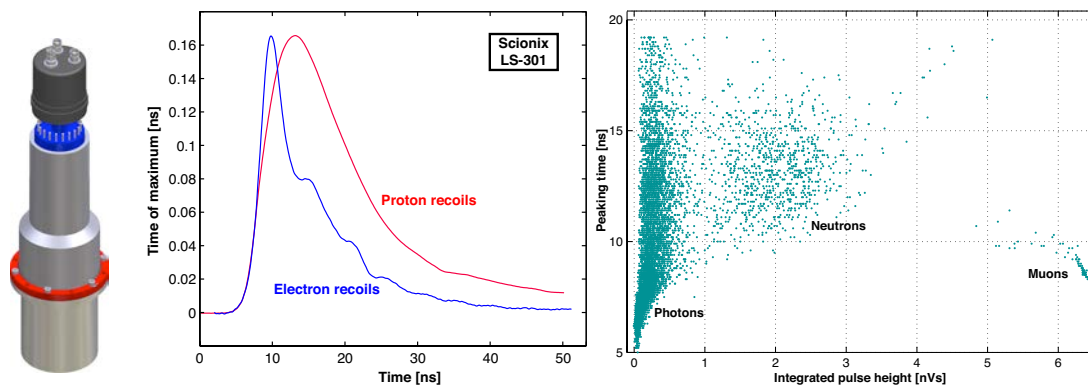 Time of maximum [ns]
0.16
0.14
0.12
0.1
0.08
0.06
0.04
0.02
0
Scionix
LS-301
Proton recoils
Electron recoils
0 10 20 30 40 50
Time [ns]
Peaking time [ns]
20
15
10
5
Neutrons
Muons
Photons
0 1 2 3 4 5 6
Integrated pulse height [nVs]